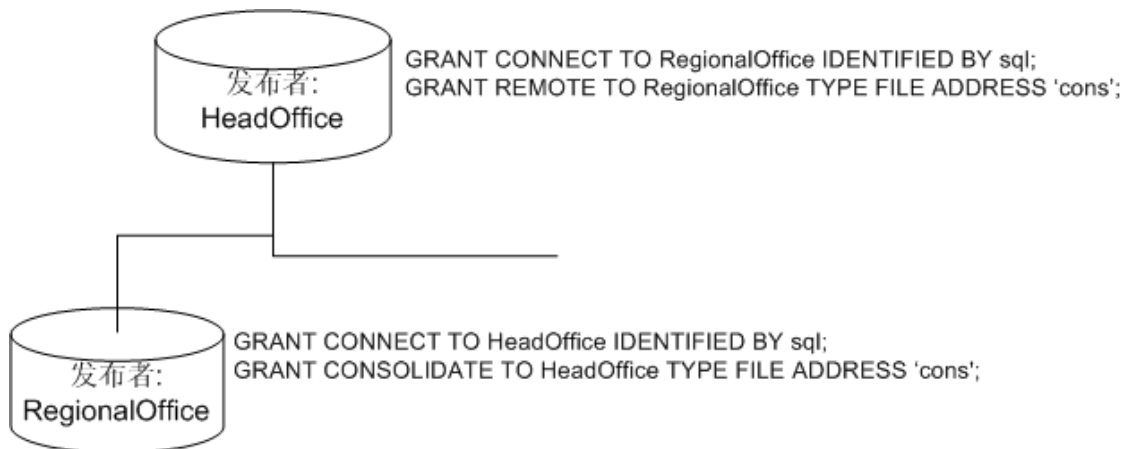 发布者:
HeadOffice
GRANT CONNECT TO RegionalOffice IDENTIFIED BY sql;
GRANT REMOTE TO RegionalOffice TYPE FILE ADDRESS ‘cons’;
发布者:
RegionalOffice
GRANT CONNECT TO HeadOffice IDENTIFIED BY sql;
GRANT CONSOLIDATE TO HeadOffice TYPE FILE ADDRESS ‘cons';